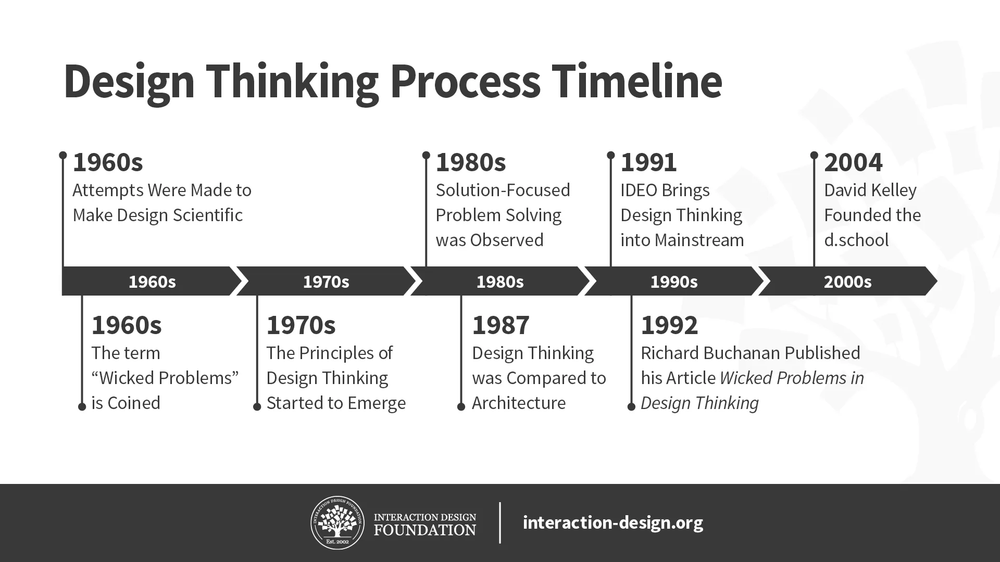 Design Thinking Process Timeline
1960s
Attempts Were Made to
Make Design Scientific
1980s
Solution-Focused
Problem Solving
was Observed
1991
IDEO Brings
Design Thinking
into Mainstream
2004
David Kelley
Founded the
d.school
1960s
1970s
1980s
1990s
2000s
1960s
The term
“Wicked Problems”
is Coined
1970s
The Principles of
Design Thinking
Started to Emerge
1987
Design Thinking
was Compared to
Architecture
1992
Richard Buchanan Published
his Article Wicked Problems in
Design Thinking
INTERACTION DESIGN FOUNDATION
Est. 2002
INTERACTION DESIGN
FOUNDATION
interaction-design.org